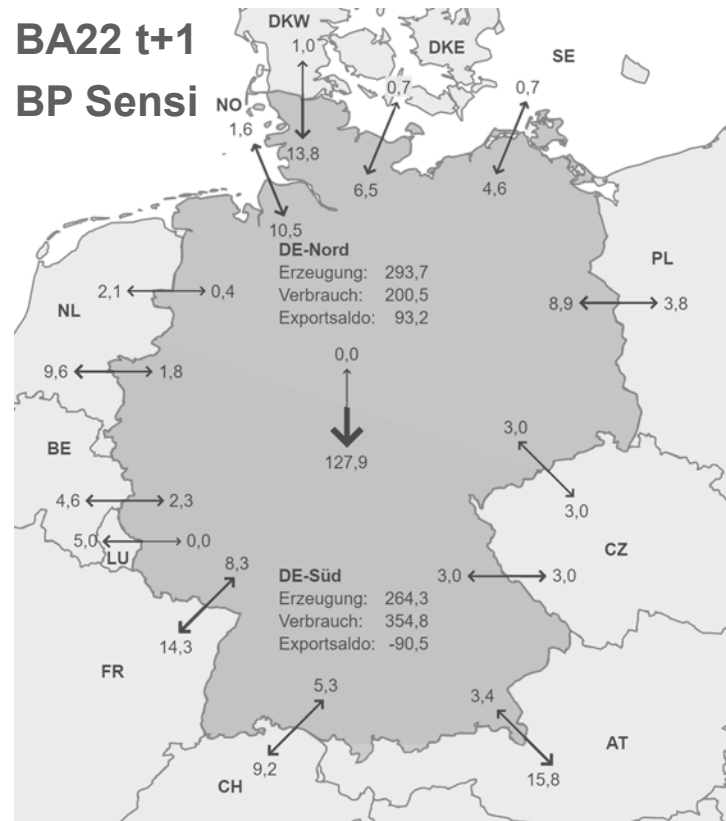 BA22 t+1
BP Sensi
DKW
1,0
DKE
SE
NO
1,6
0,7
0,7
13,8
6,5
4,6
10,5
DE-Nord
Erzeugung: 293,7
Verbrauch: 200,5
Exportsaldo: 93,2
PL
NL
2,1
0,4
8,9
3,8
9,6
1,8
0,0
127,9
3,0
3,0
BE
4,6
2,3
5,0
0,0
LU
CZ
8,3
14,3
DE-Süd
Erzeugung: 264,3
Verbrauch: 354,8
Exportsaldo: -90,5
3,0
3,0
FR
5,3
9,2
CH
3,4
15,8
AT